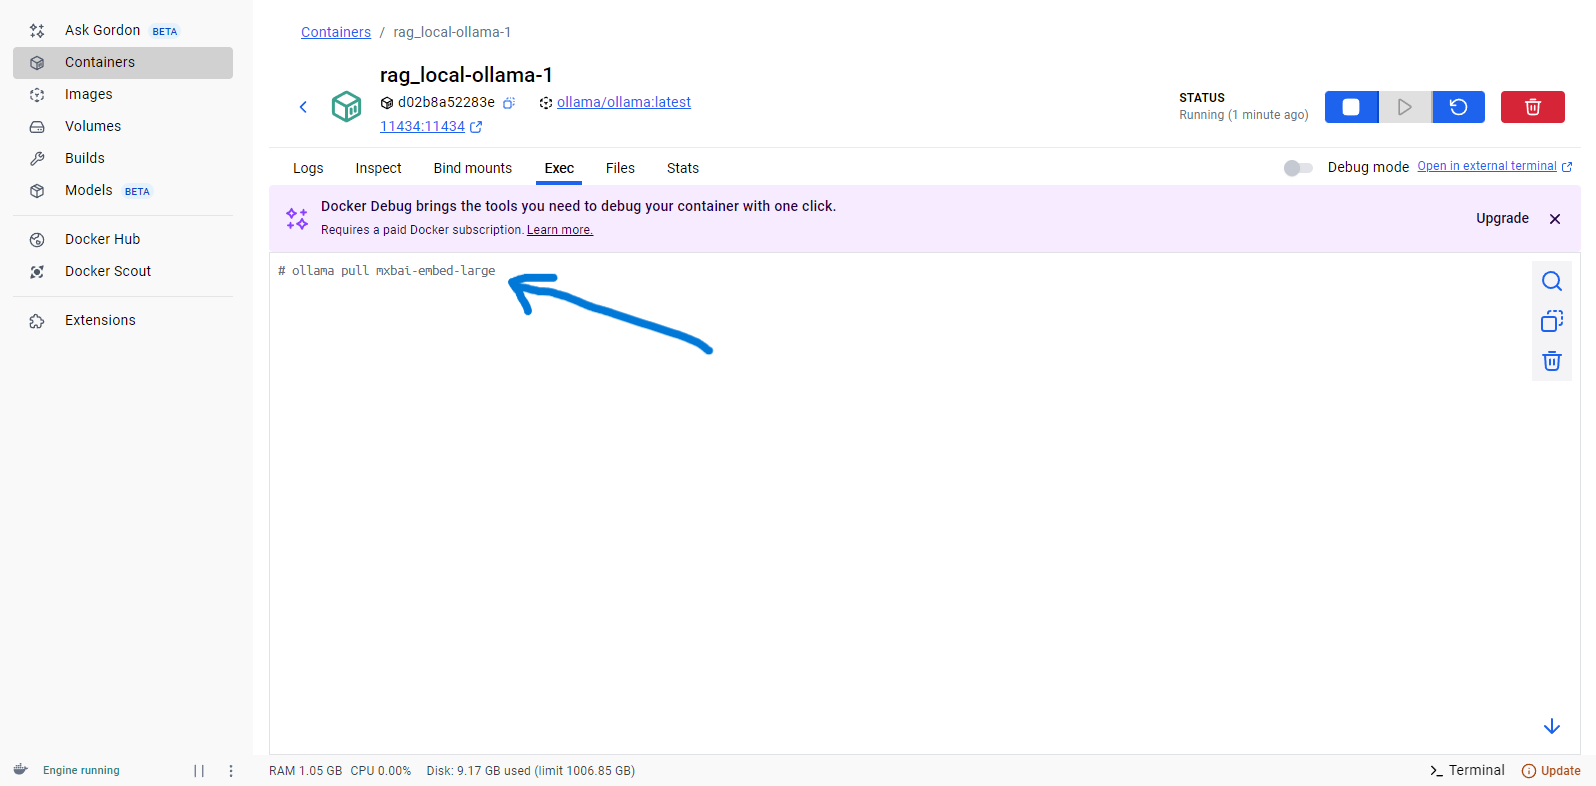 Ask Gordon BETA
Containers
Images
Volumes
Builds
Models BETA
Docker Hub
Docker Scout
Extensions
Containers / rag_local-ollama-1
rag_local-ollama-1
d02b8a52283e ollama/ollama:latest
11434:11434
STATUS
Running (1 minute ago)
Logs Inspect Bind mounts Exec Files Stats
Debug mode Open in external terminal
Docker Debug brings the tools you need to debug your container with one click.
Requires a paid Docker subscription. Learn more.
Upgrade
# ollama pull mxbai-embed-large
Engine running
RAM 1.05 GB CPU 0.00% Disk: 9.17 GB used (limit 1006.85 GB)
Terminal Update